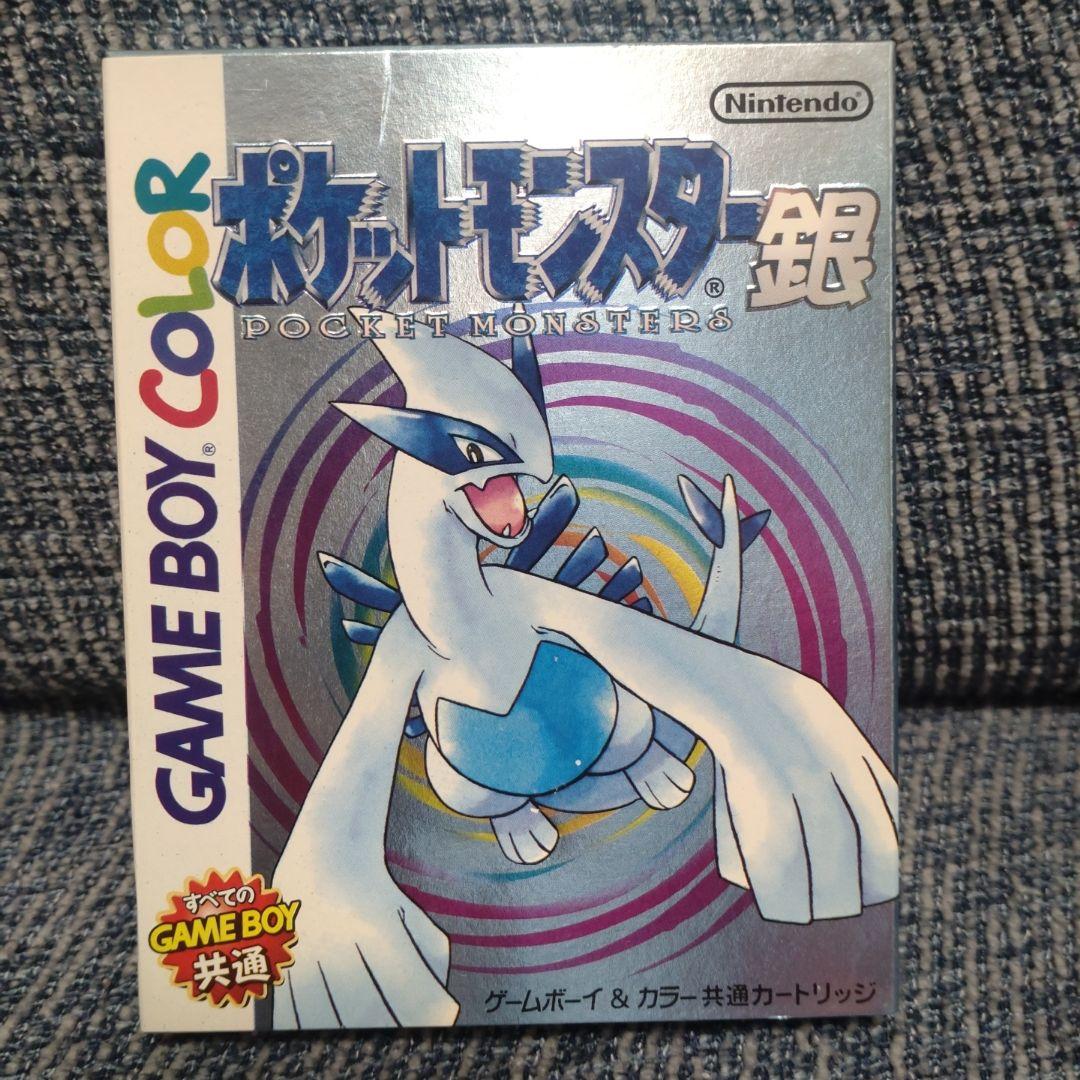 Nintendo®
ポケットモンスター®銀
POCKET MONSTERS
GAME BOY® COLOR
すべての
GAME BOY
共通
ゲームボーイ & カラー共通カートリッジ